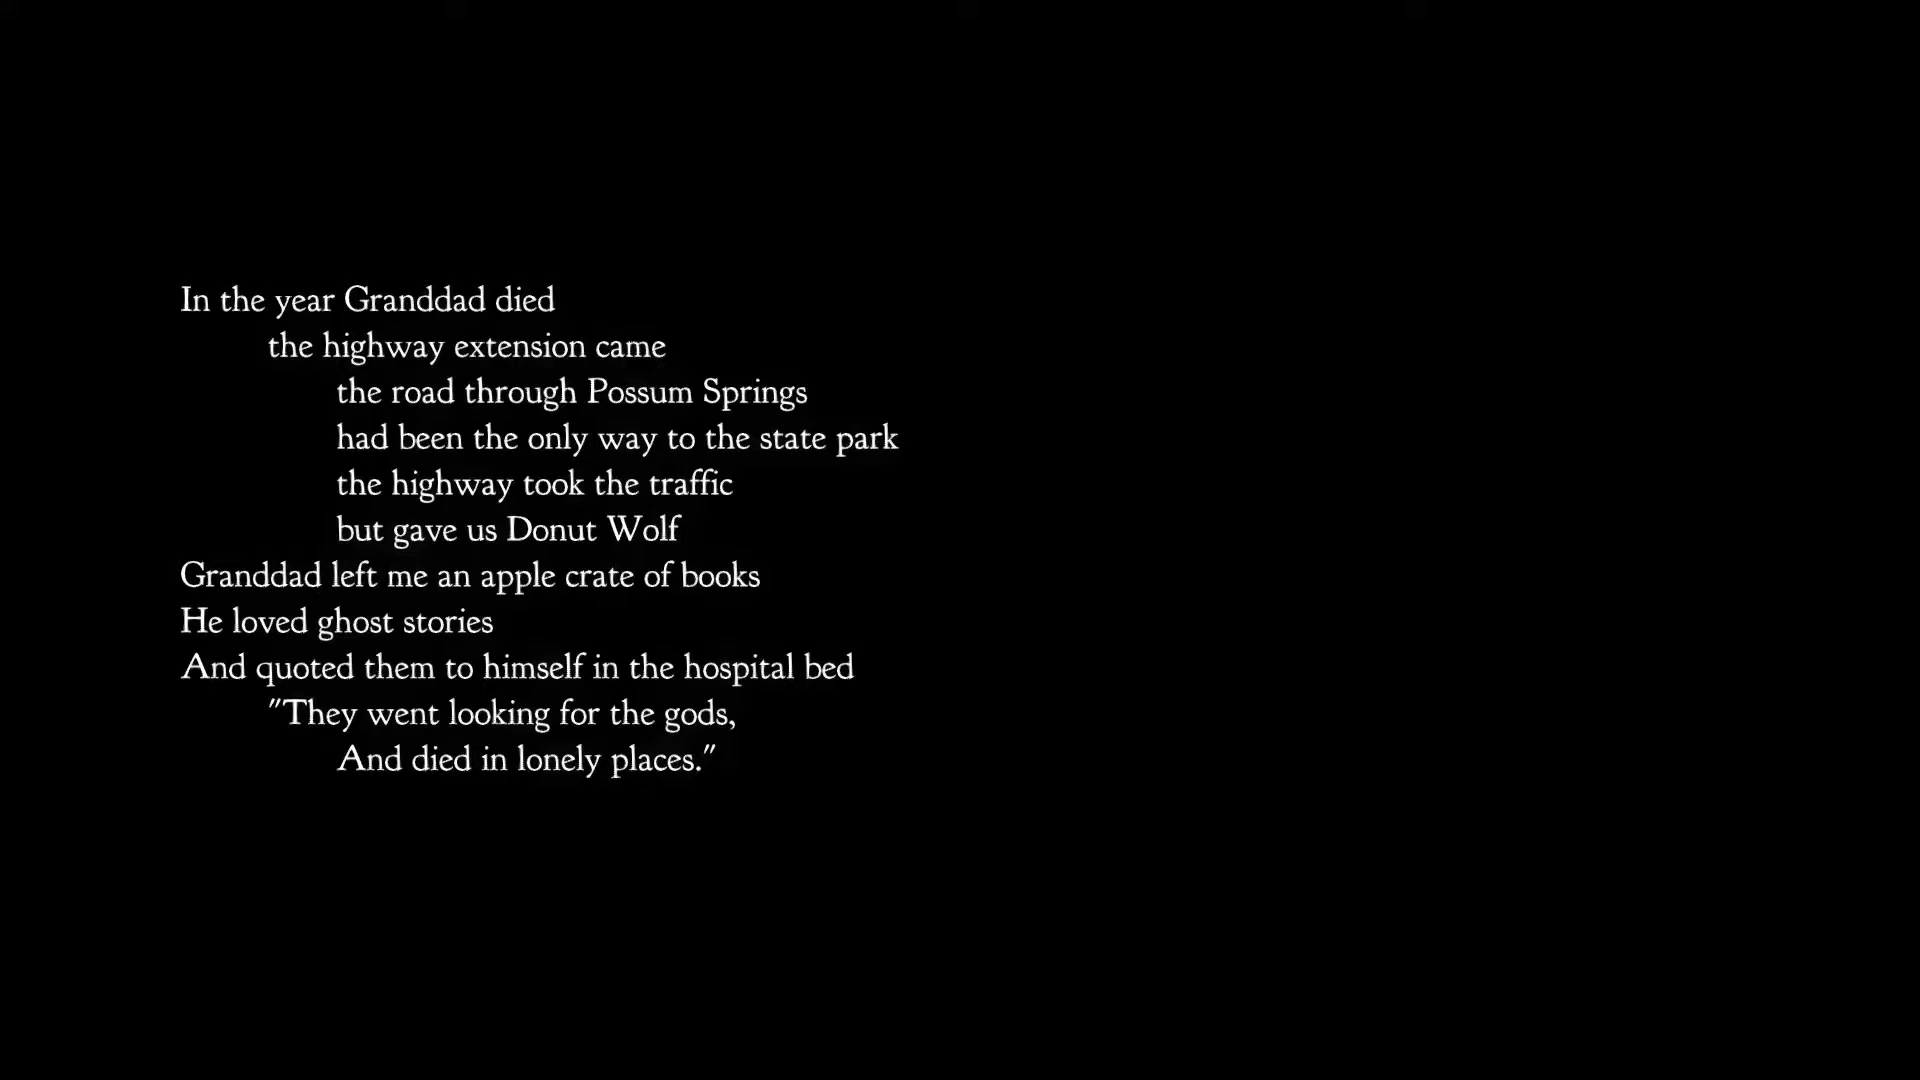 In the year Granddad died
the highway extension came
the road through Possum Springs
had been the only way to the state park
the highway took the traffic
but gave us Donut Wolf
Granddad left me an apple crate of books
He loved ghost stories
And quoted them to himself in the hospital bed
"They went looking for the gods,
And died in lonely places."